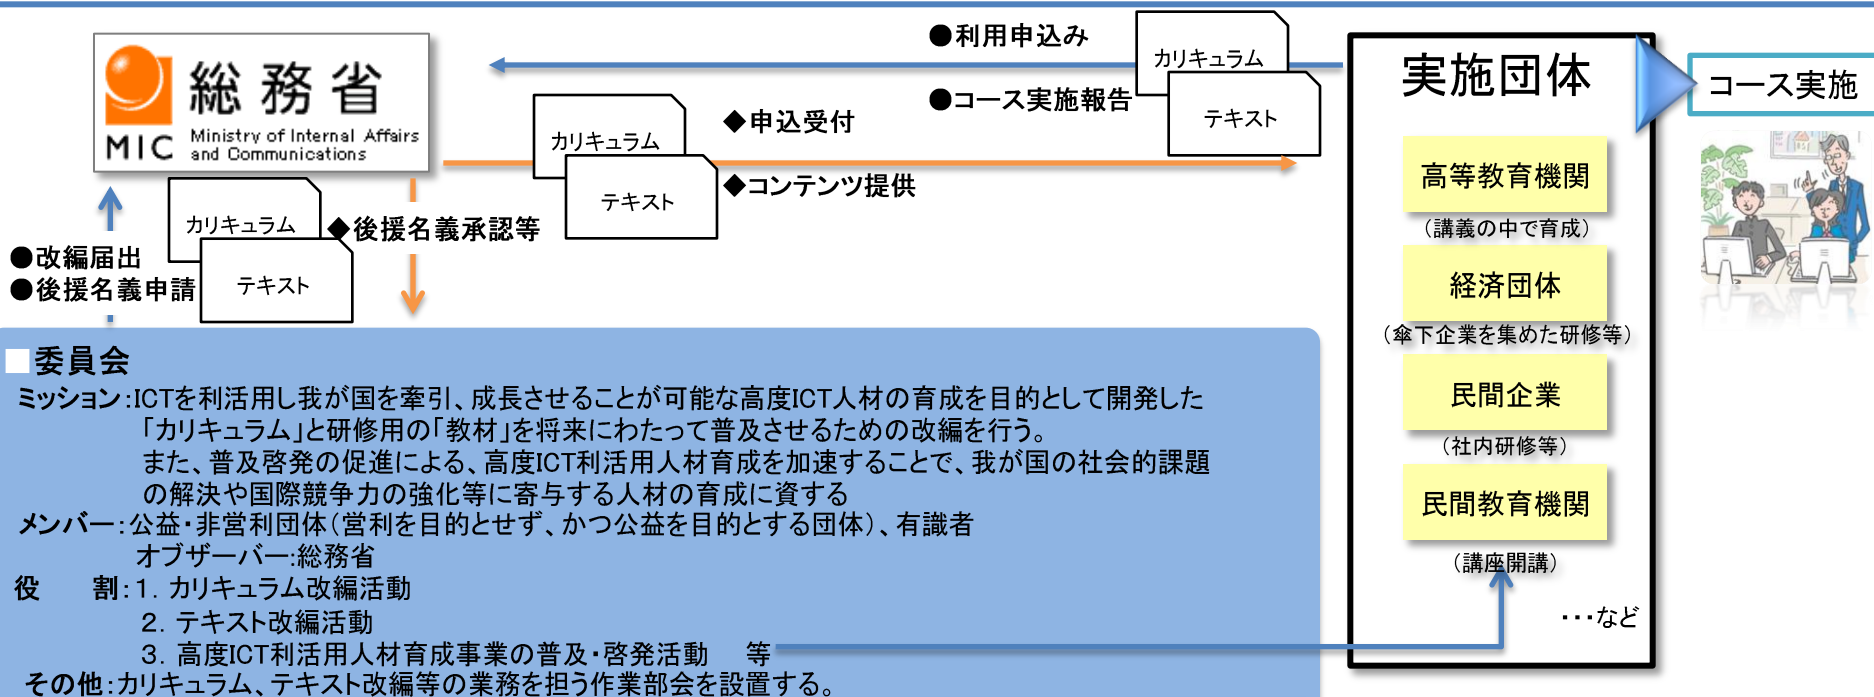 総務省
MIC Ministry of Internal Affairs
and Communications
●利用申込み
●コース実施報告
カリキュラム
テキスト
◆申込受付
◆コンテンツ提供
カリキュラム
テキスト
カリキュラム
テキスト
◆後援名義承認等
●改編届出
●後援名義申請
実施団体
高等教育機関
（講義の中で育成）
経済団体
（傘下企業を集めた研修等）
民間企業
（社内研修等）
民間教育機関
（講座開講）
・・・など
コース実施
■委員会
ミッション：ICTを利活用し我が国を牽引、成長させることが可能な高度ICT人材の育成を目的として開発した
「カリキュラム」と研修用の「教材」を将来にわたって普及させるための改編を行う。
また、普及啓発の促進による、高度ICT利活用人材育成を加速することで、我が国の社会的課題
の解決や国際競争力の強化等に寄与する人材の育成に資する
メンバー：公益・非営利団体（営利を目的とせず、かつ公益を目的とする団体）、有識者
オブザーバー:総務省
役　　割：１．カリキュラム改編活動
２．テキスト改編活動
３．高度ICT利活用人材育成事業の普及・啓発活動　等
その他：カリキュラム、テキスト改編等の業務を担う作業部会を設置する。